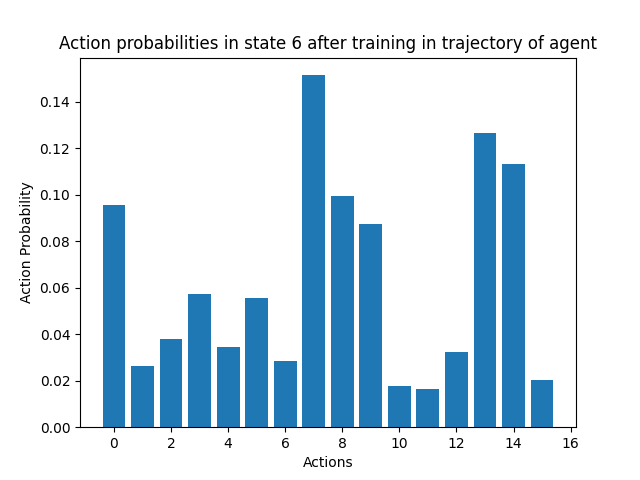 Action probabilities in state 6 after training in trajectory of agent
0.14
0.12
0.10
0.08
0.06
0.04
0.02
0.00
Action Probability
0 2 4 6 8 10 12 14 16
Actions